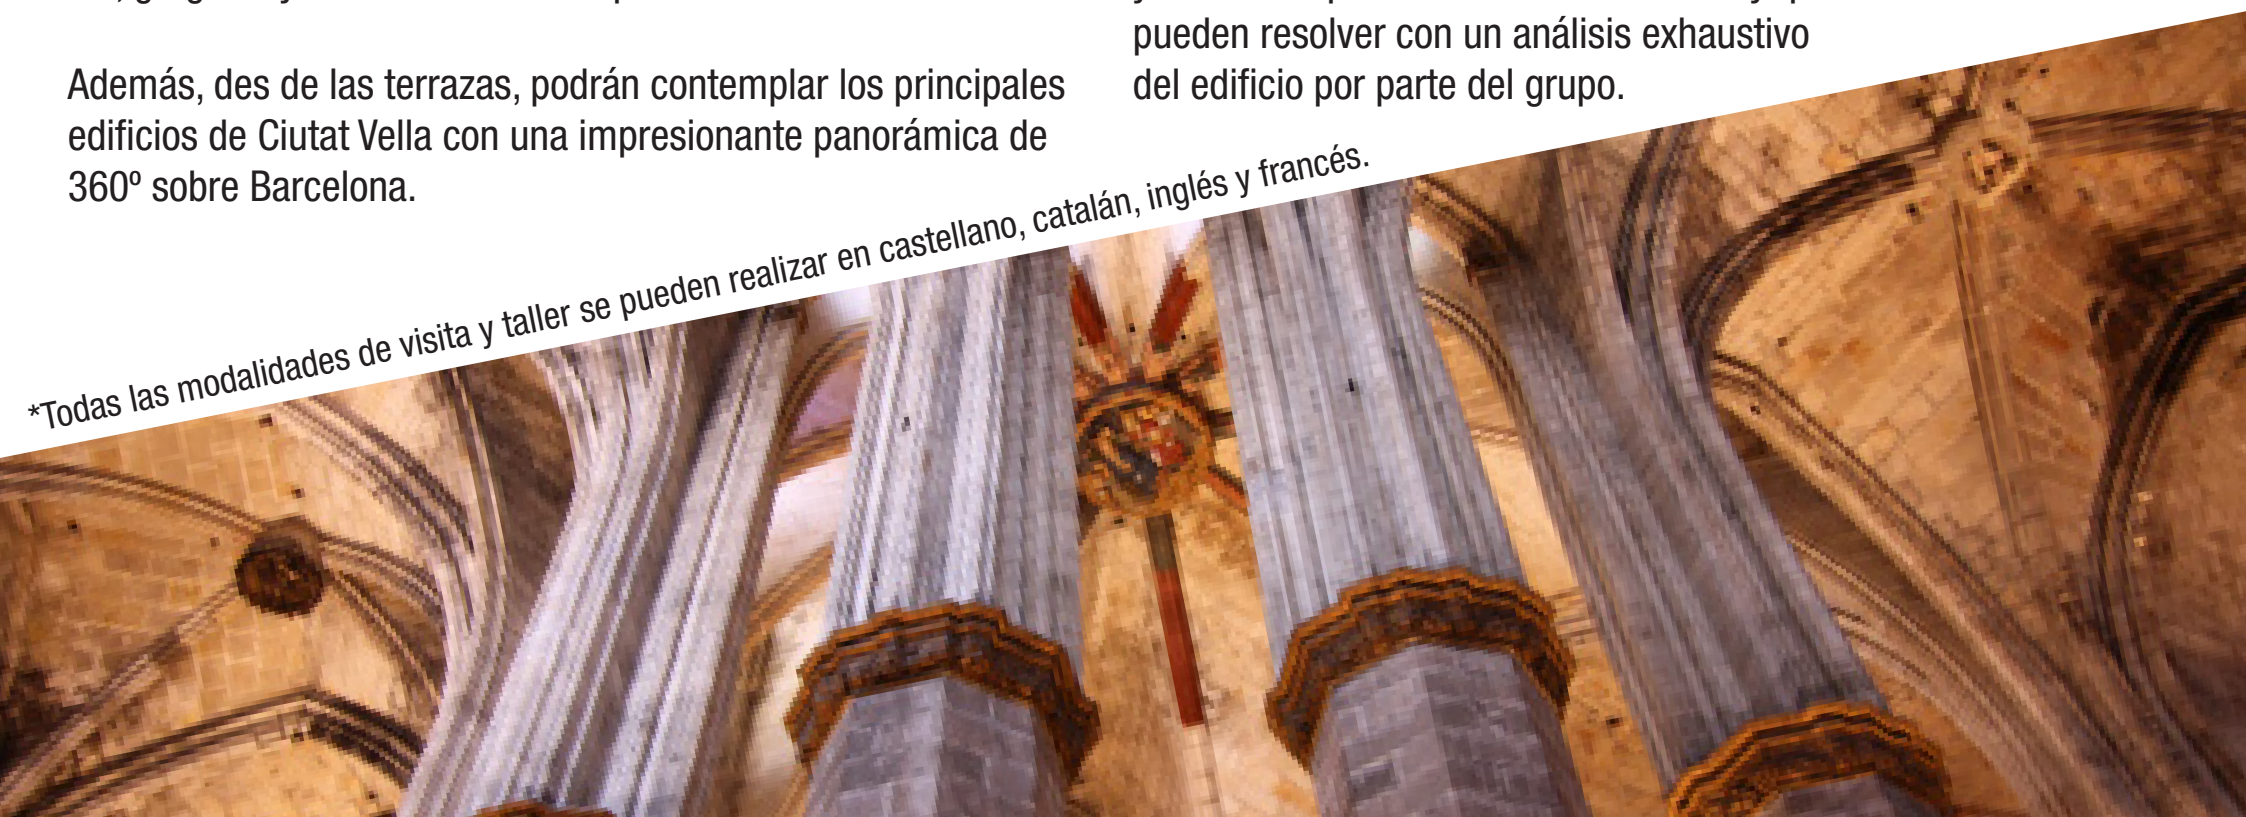 Además, des de las terrazas, podrán contemplar los principales
edificios de Ciutat Vella con una impresionante panorámica de
360º sobre Barcelona.
pueden resolver con un análisis exhaustivo
del edificio por parte del grupo.
*Todas las modalidades de visita y taller se pueden realizar en castellano, catalán, inglés y francés.